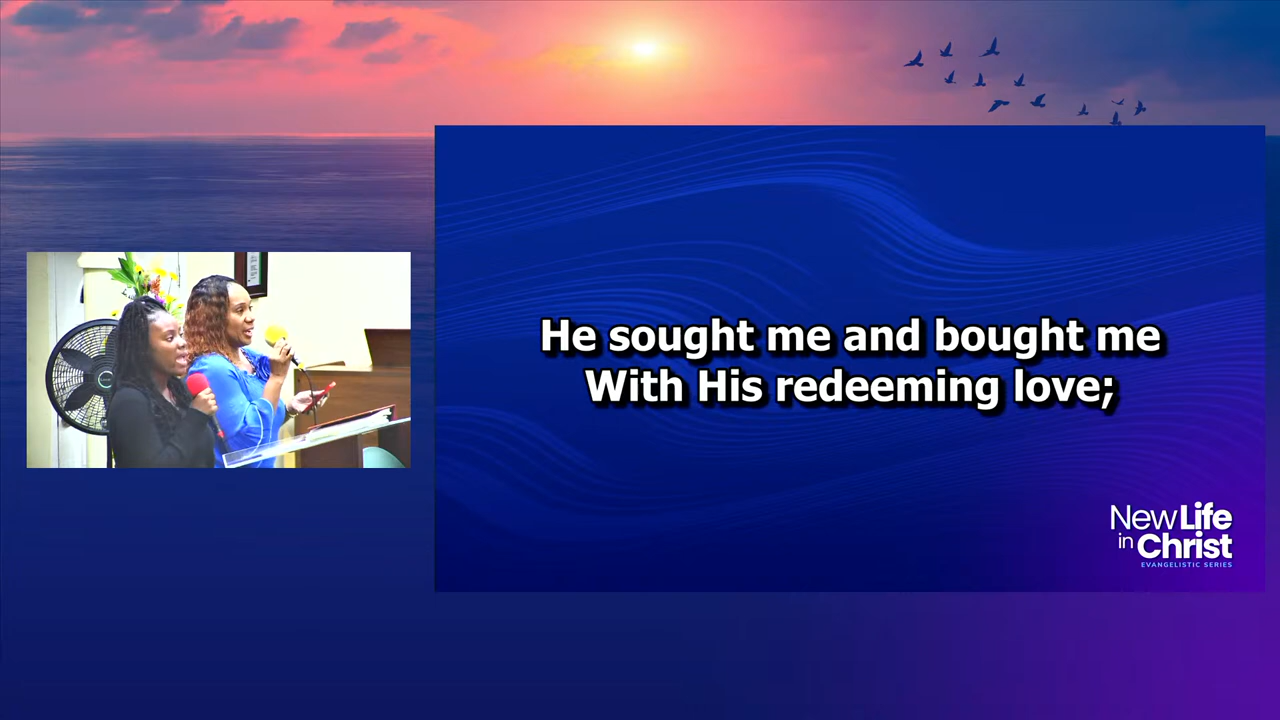 He sought me and bought me
With His redeeming love;
New Life
in Christ
EVANGELISTIC SERIES